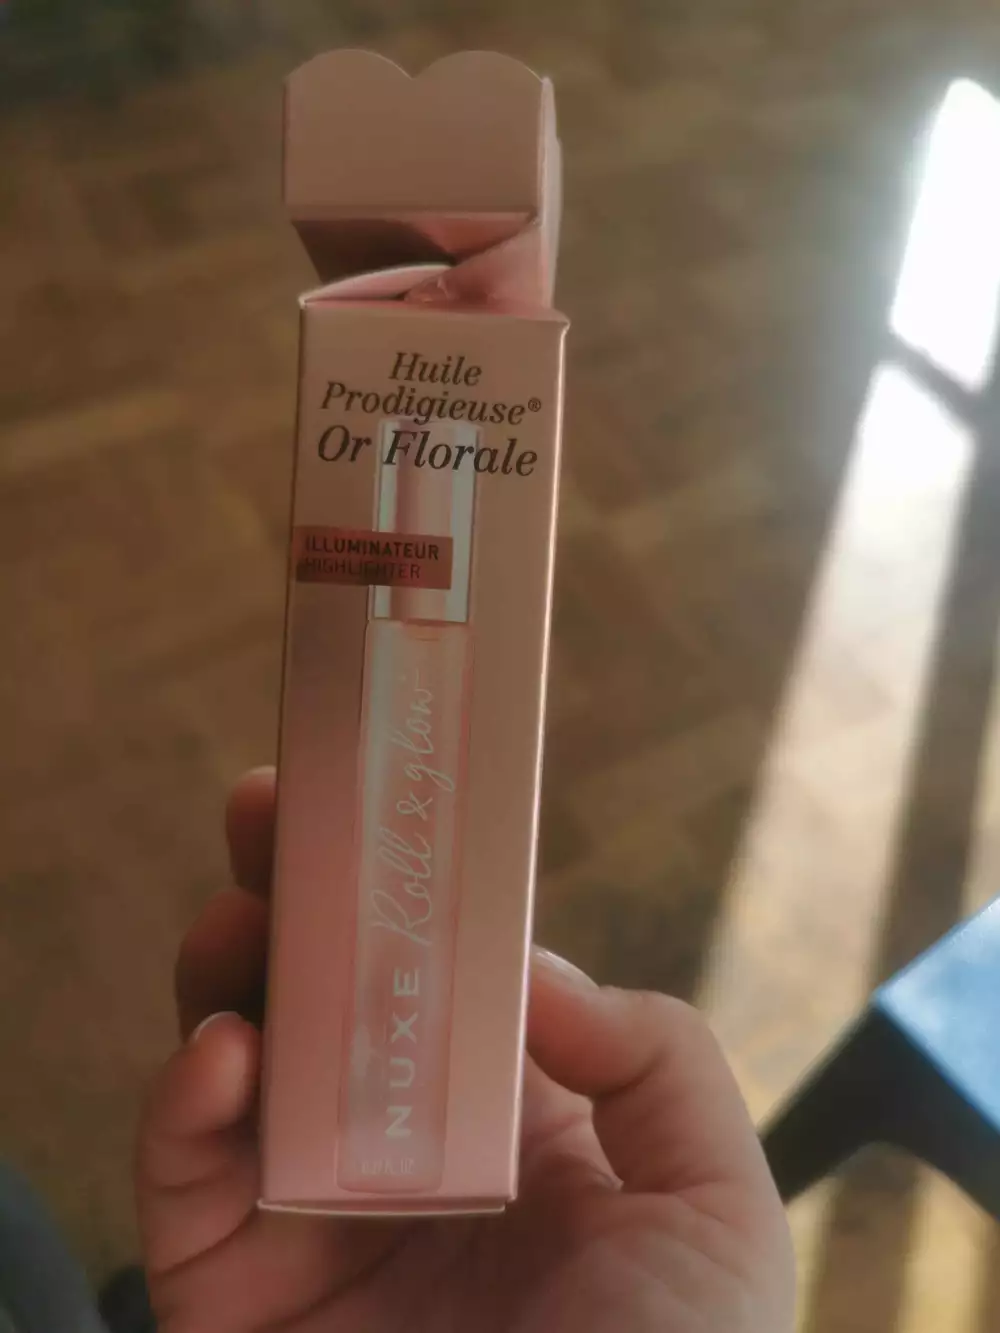 Huile
Prodigieuse®
Or Florale
ILLUMINATEUR
HIGHLIGHTER
NUXE Roll & glow